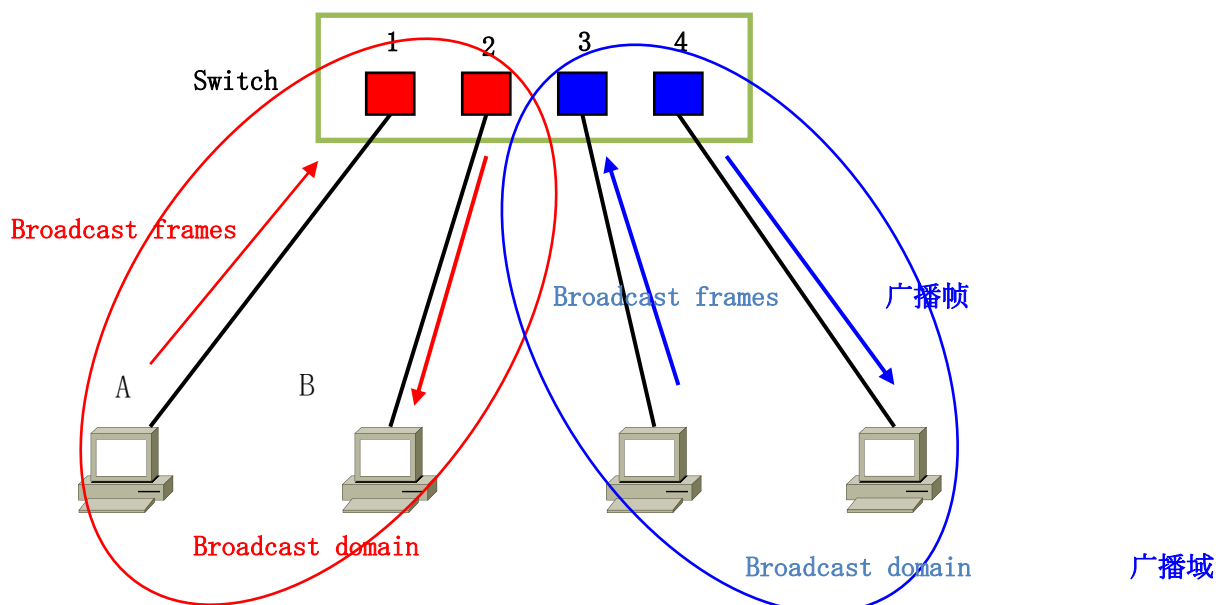 1 2 3 4
Switch
Broadcast frames
Broadcast frames 广播帧
A B
Broadcast domain
Broadcast domain 广播域